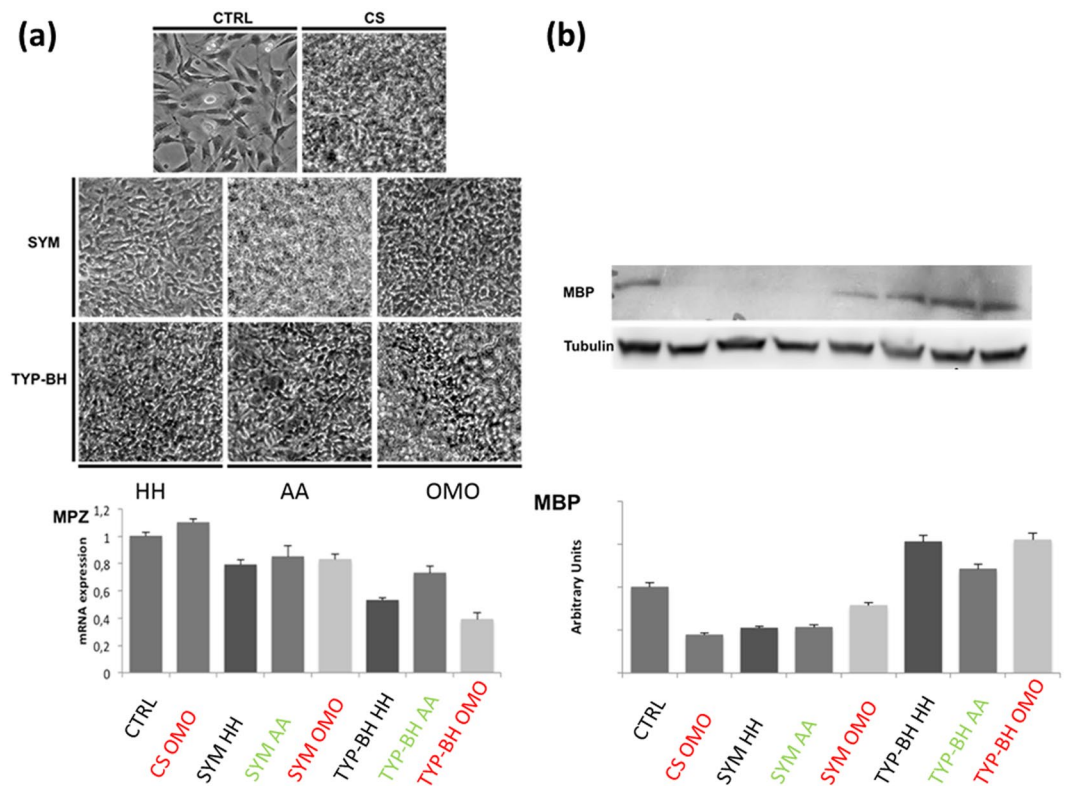 (a)
CTRL CS
SYM
TYP-BH
HH AA OMO
MPZ
mRNA expression
1,2
1
0,8
0,6
0,4
0,2
0
CTRL
CS OMO
SYM HH
SYM AA
SYM OMO
TYP-BH HH
TYP-BH AA
TYP-BH OMO
(b)
MBP
Tubulin
MBP
Arbitrary Units
CTRL
CS OMO
SYM HH
SYM AA
SYM OMO
TYP-BH HH
TYP-BH AA
TYP-BH OMO